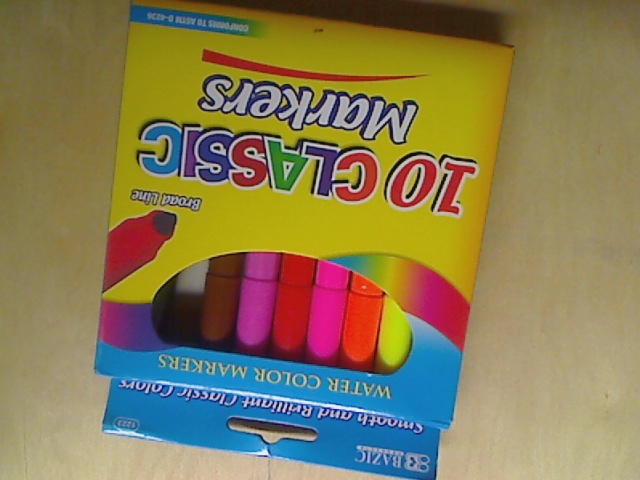 BAZIC
Smooth and Brilliant Classic Colors
1223
WATER COLOR MARKERS
Broad Line
10 CLASSIC
Markers
CONFORMS TO ASTM D-4236